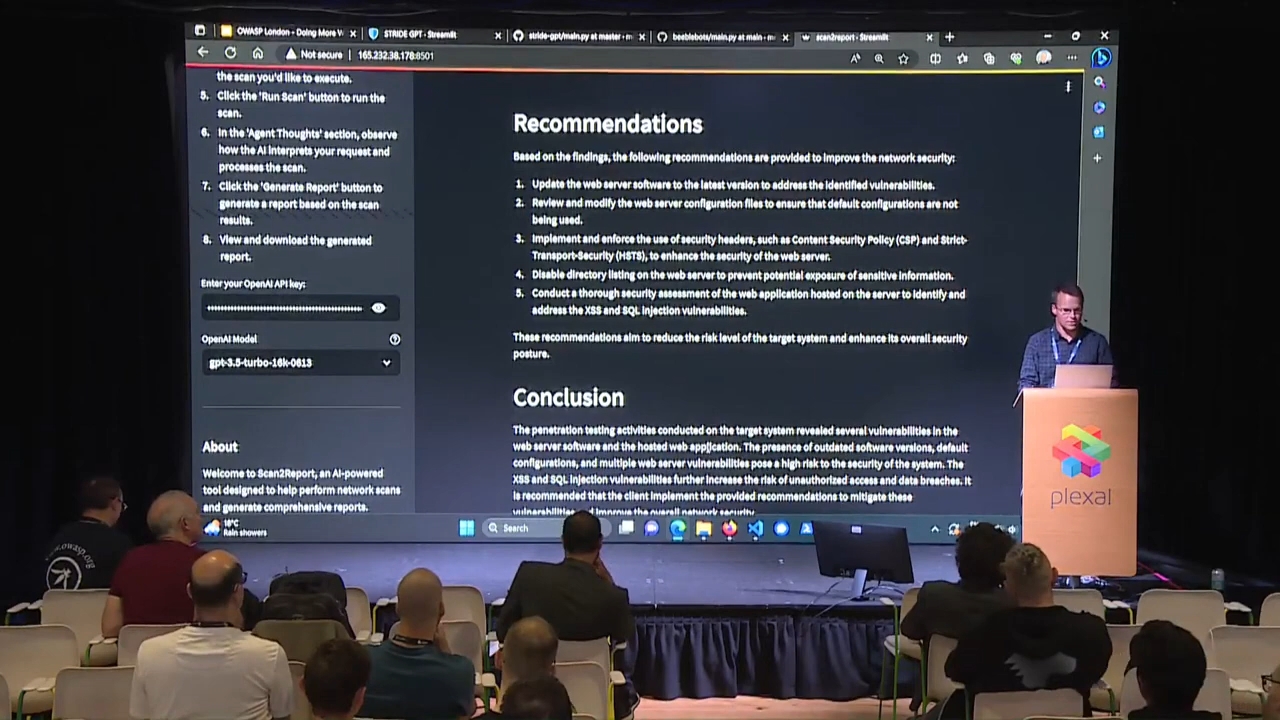 OWASP London - Doing More V
STRIDE GPT - Streamlit
stride-gpt/main.py at master - m
beeblebots/main.py at main - m
scan2report - Streamlit
Not secure 165.232.38.178:8501
the scan you'd like to execute.
5. Click the 'Run Scan' button to run the
scan.
6. In the 'Agent Thoughts' section, observe
how the AI interprets your request and
processes the scan.
7. Click the 'Generate Report' button to
generate a report based on the scan
results.
8. View and download the generated
report.
Enter your OpenAI API key:
OpenAI Model
gpt-3.5-turbo-16k-0613
About
Welcome to Scan2Report, an AI-powered
tool designed to help perform network scans
and generate comprehensive reports.
Recommendations
Based on the findings, the following recommendations are provided to improve the network security:
1. Update the web server software to the latest version to address the identified vulnerabilities.
2. Review and modify the web server configuration files to ensure that default configurations are not
being used.
3. Implement and enforce the use of security headers, such as Content Security Policy (CSP) and Strict-
Transport-Security (HSTS), to enhance the security of the web server.
4. Disable directory listing on the web server to prevent potential exposure of sensitive information.
5. Conduct a thorough security assessment of the web application hosted on the server to identify and
address the XSS and SQL injection vulnerabilities.
These recommendations aim to reduce the risk level of the target system and enhance its overall security
posture.
Conclusion
The penetration testing activities conducted on the target system revealed several vulnerabilities in the
web server software and the hosted web application. The presence of outdated software versions, default
configurations, and multiple web server vulnerabilities pose a high risk to the security of the system. The
XSS and SQL injection vulnerabilities further increase the risk of unauthorized access and data breaches. It
is recommended that the client implement the provided recommendations to mitigate these
vulnerabilities and improve the overall network security.
18°C
Rain showers
Search
plexal
owasp.org